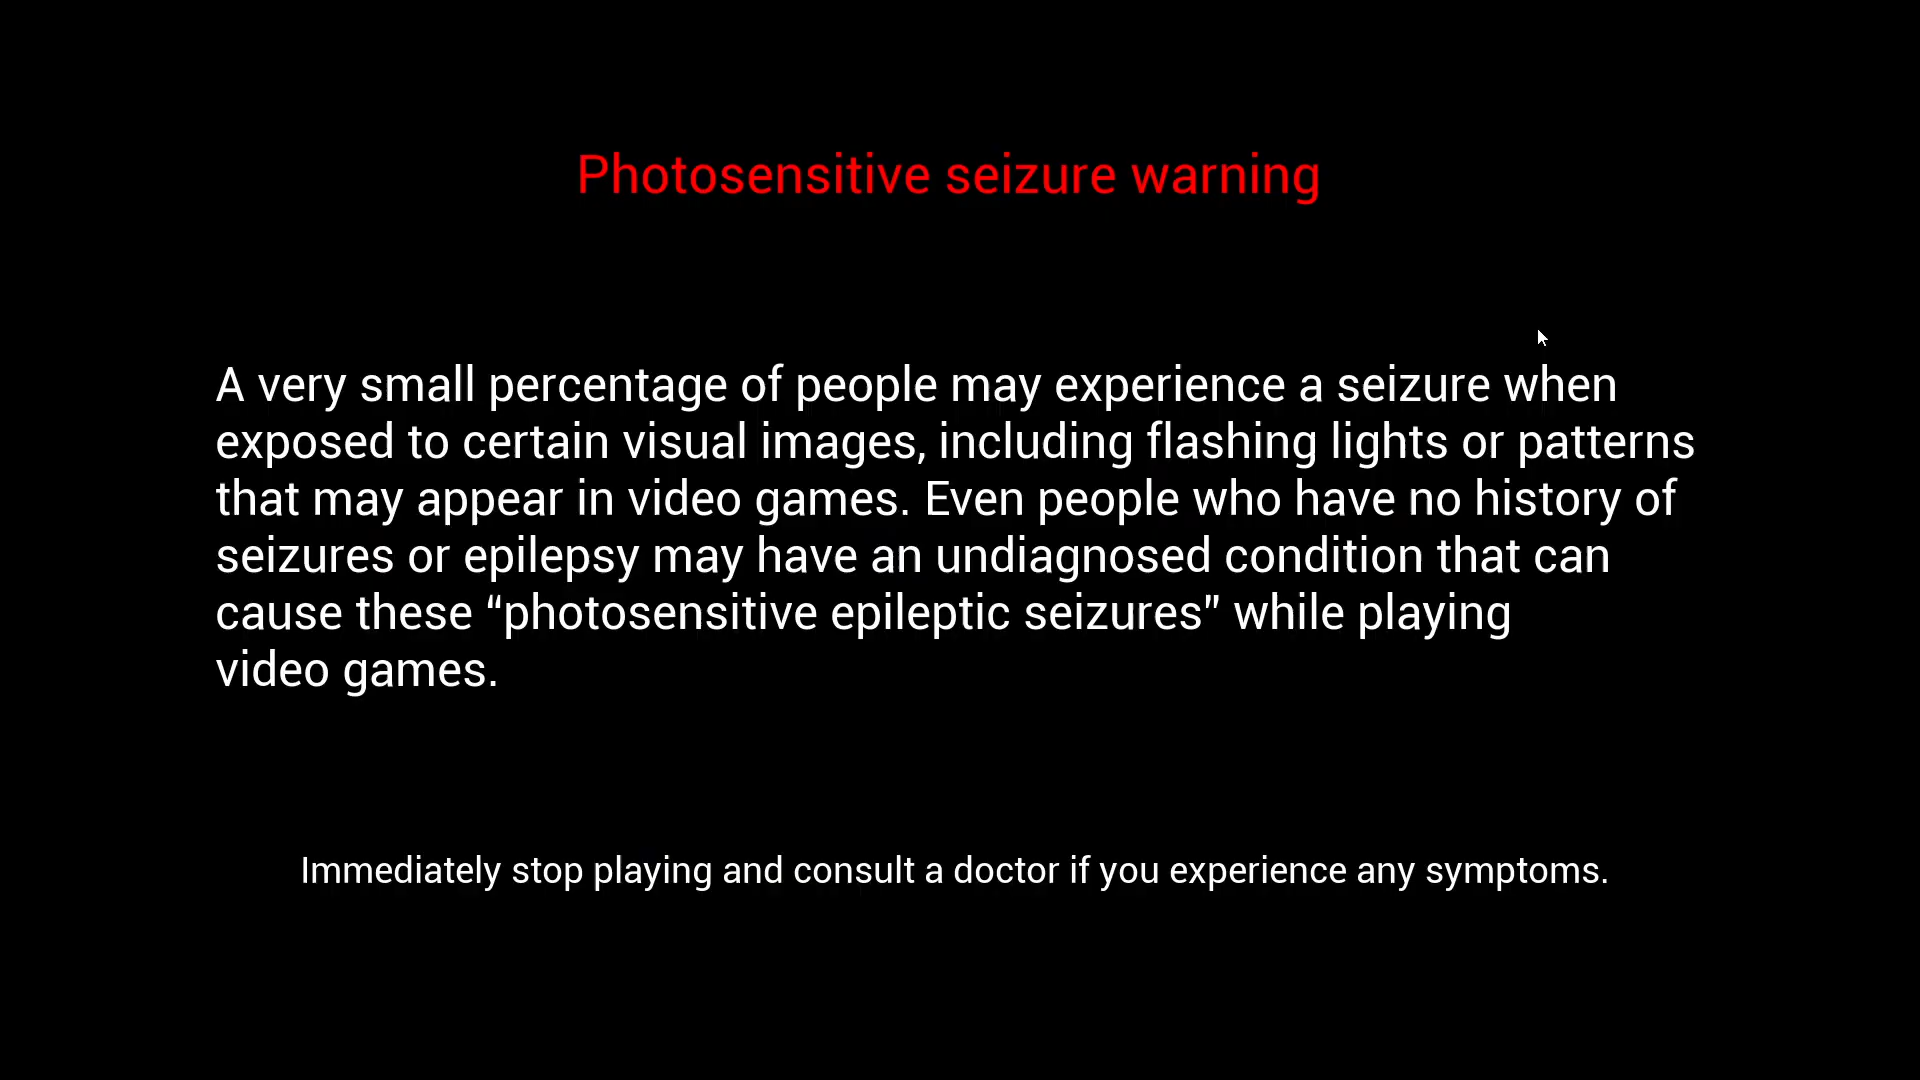 Photosensitive seizure warning
A very small percentage of people may experience a seizure when
exposed to certain visual images, including flashing lights or patterns
that may appear in video games. Even people who have no history of
seizures or epilepsy may have an undiagnosed condition that can
cause these “photosensitive epileptic seizures” while playing
video games.
Immediately stop playing and consult a doctor if you experience any symptoms.